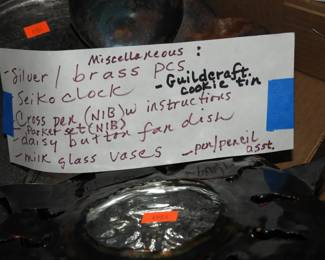 Miscellaneous :
- Silver / brass pcs.
- Guildcraft
cookie tin
- Seiko clock
- Cross pen (NIB) w instructions
+ Parker set (NIB)
- daisy button fan dish
- milk glass vases
- pen/pencil
asst.